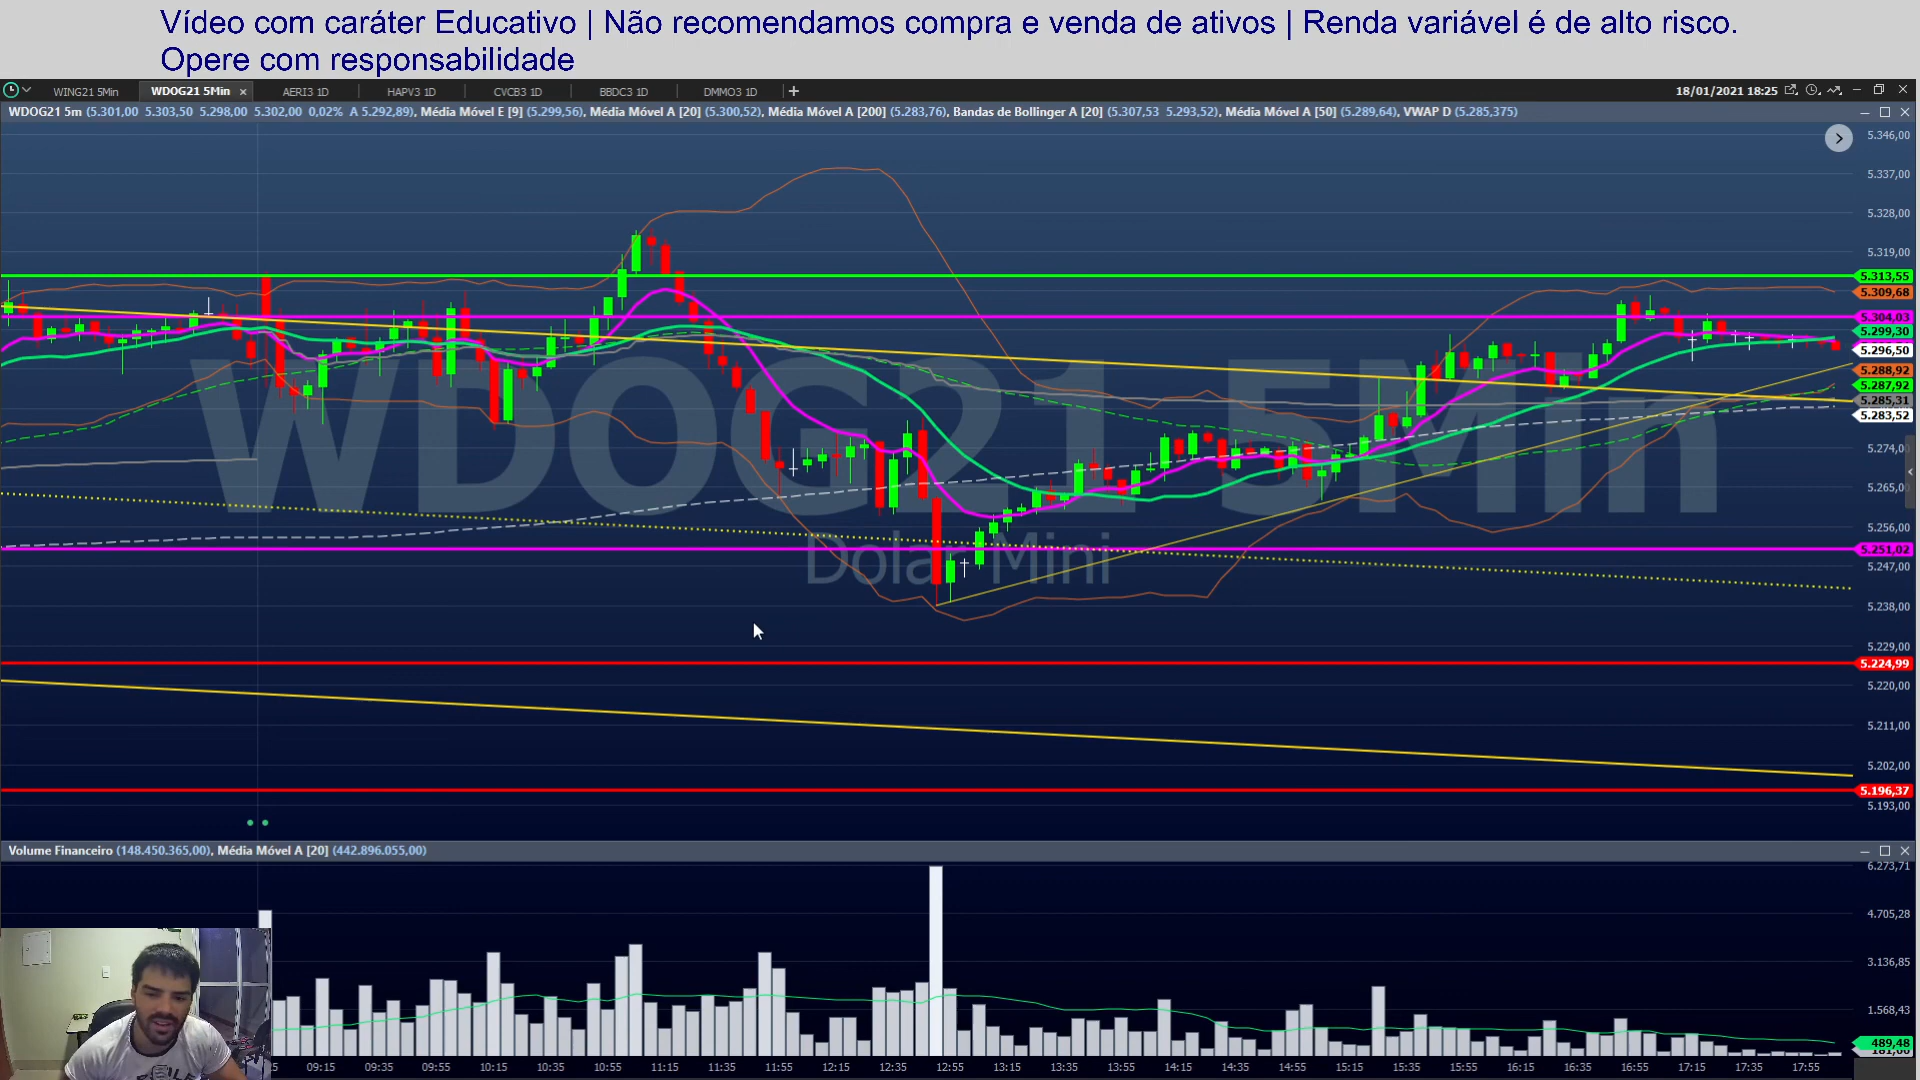 Vídeo com caráter Educativo | Não recomendamos compra e venda de ativos | Renda variável é de alto risco.
Opere com responsabilidade
WING21 5Min
WDOG21 5Min
AERI3 1D
HAPV3 1D
CVCB3 1D
BBDC3 1D
DMMO3 1D
18/01/2021 18:25
WDOG21 5m (5.301,00 5.303,50 5.298,00 5.302,00 0,02% A 5.292,89), Média Móvel E [9] (5.299,56), Média Móvel A [20] (5.300,52), Média Móvel A [200] (5.283,76), Bandas de Bollinger A [20] (5.307,53 5.293,52), Média Móvel A [50] (5.289,64), VWAP D (5.285,375)
WDOG21 5Min
Dolar Mini
5.346,00
5.337,00
5.328,00
5.319,00
5.313,55
5.309,68
5.304,03
5.299,30
5.296,50
5.288,92
5.287,92
5.285,31
5.283,52
5.274,00
5.265,00
5.256,00
5.251,02
5.247,00
5.238,00
5.229,00
5.224,99
5.220,00
5.211,00
5.202,00
5.196,37
5.193,00
Volume Financeiro (148.450.365,00), Média Móvel A [20] (442.896.055,00)
6.273,71
4.705,28
3.136,85
1.568,43
489,48
09:15 09:35 09:55 10:15 10:35 10:55 11:15 11:35 11:55 12:15 12:35 12:55 13:15 13:35 13:55 14:15 14:35 14:55 15:15 15:35 15:55 16:15 16:35 16:55 17:15 17:35 17:55